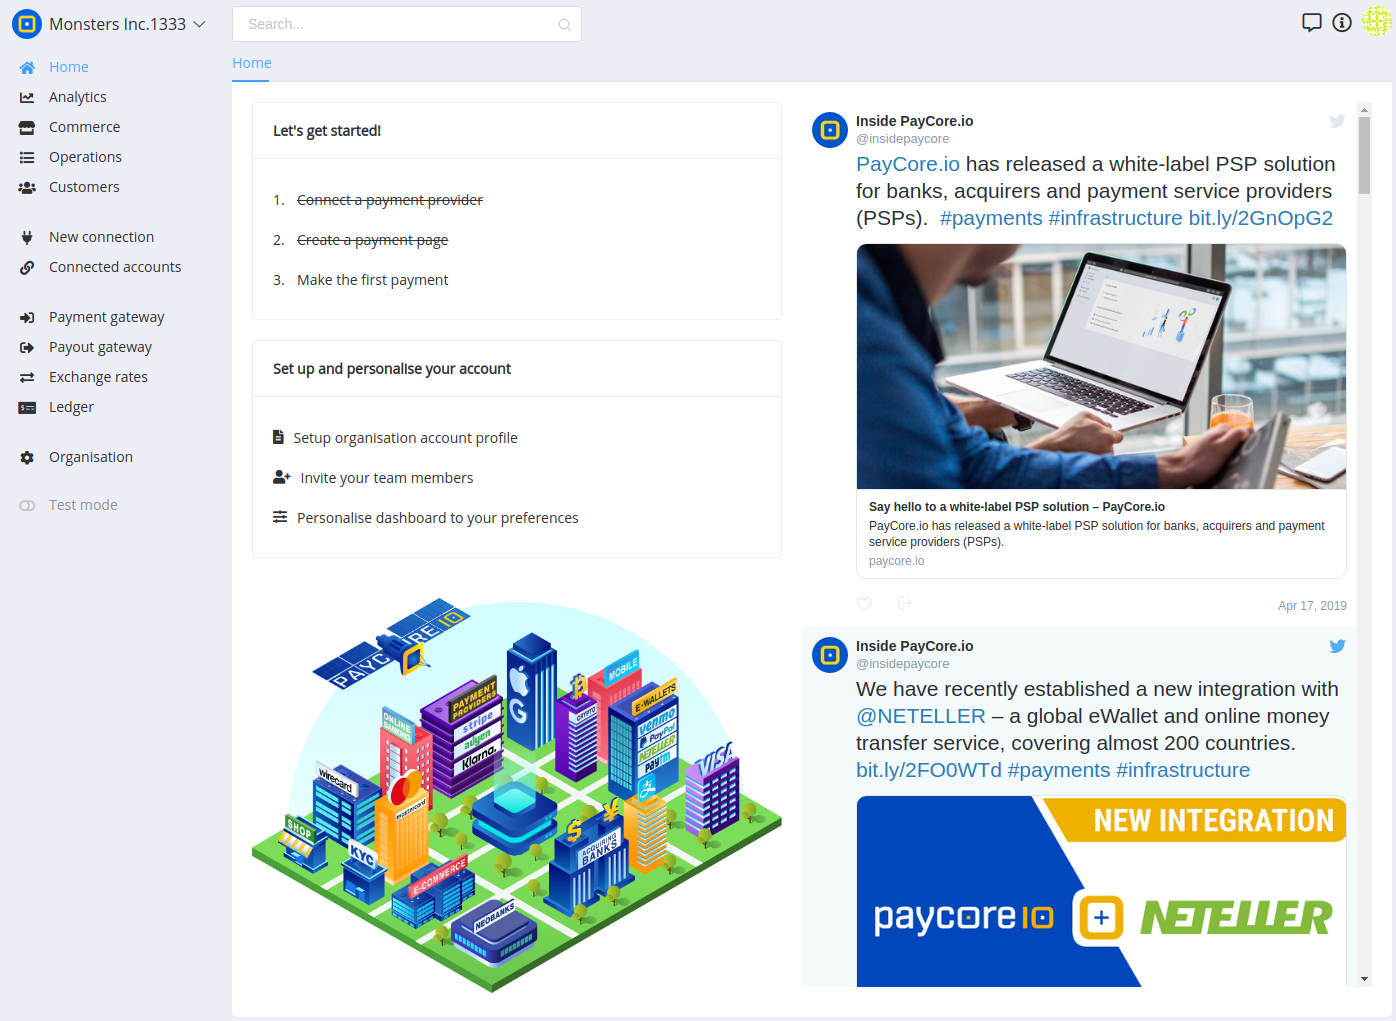 Monsters Inc.1333
Search...
Home
Analytics
Commerce
Operations
Customers
New connection
Connected accounts
Payment gateway
Payout gateway
Exchange rates
Ledger
Organisation
Test mode
Home
Let's get started!
1. Connect a payment provider
2. Create a payment page
3. Make the first payment
Set up and personalise your account
Setup organisation account profile
Invite your team members
Personalise dashboard to your preferences
PAYCORE IO
PAYMENT
PROVIDERS
stripe
adyen
Klarna.
G
MOBILE
CRYPTO
E-WALLETS
venmo
PayPal
NETELLER
paytm
VISA
ONLINE
BANKING
wirecard
mastercard
SHOP
KYC
E-COMMERCE
$
¥
ACQUIRING
BANKS
NEOBANKS
Inside PayCore.io
@insidepaycore
PayCore.io has released a white-label PSP solution
for banks, acquirers and payment service providers
(PSPs). #payments #infrastructure bit.ly/2GnOpG2
Say hello to a white-label PSP solution – PayCore.io
PayCore.io has released a white-label PSP solution for banks, acquirers and payment
service providers (PSPs).
paycore.io
Apr 17, 2019
Inside PayCore.io
@insidepaycore
We have recently established a new integration with
@NETELLER – a global eWallet and online money
transfer service, covering almost 200 countries.
bit.ly/2FO0WTd #payments #infrastructure
NEW INTEGRATION
paycore io
NETELLER